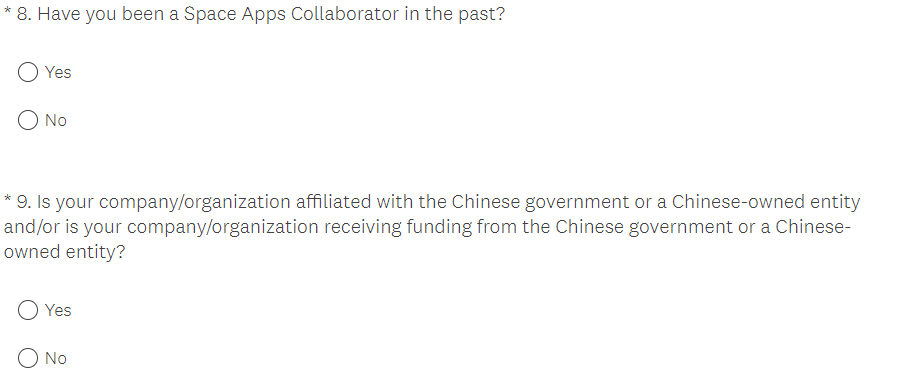 * 8. Have you been a Space Apps Collaborator in the past?
Yes
No
* 9. Is your company/organization affiliated with the Chinese government or a Chinese-owned entity
and/or is your company/organization receiving funding from the Chinese government or a Chinese-
owned entity?
Yes
No